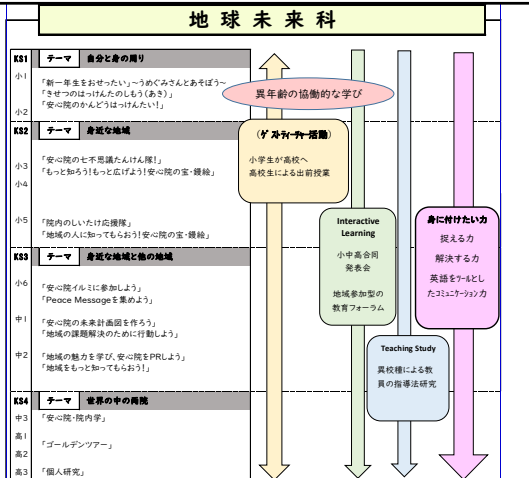 地球未来科
KS1 テーマ 自分と身の周り
小1
「新一年生をおせったい」～うめぐみさんとあそぼう～
「きせつのはっけんたのしもう(あき)」
「安心院のかんどうはっけんたい!」
小2
異年齢の協働的な学び
KS2 テーマ 身近な地域
小3
「安心院の七不思議たんけん隊!」
「もっと知ろう!もっと広げよう!安心院の宝・鏝絵」
小4
小5
「院内のしいたけ応援隊」
「地域の人に知ってもらおう!安心院の宝・鏝絵」
(ゲストティーチャー活動)
小学生が高校へ
高校生による出前授業
KS3 テーマ 身近な地域と他の地域
小6
「安心院イルミに参加しよう」
「Peace Messageを集めよう」
中1
「安心院の未来計画図を作ろう」
「地域の課題解決のために行動しよう」
中2
「地域の魅力を学び、安心院をPRしよう」
「地域をもっと知ってもらおう!」
Interactive
Learning
小中高合同
発表会
地域参加型の
教育フォーラム
身に付けたい力
捉える力
解決する力
英語をツールとし
たコミュニケーション力
Teaching Study
異校種による教
員の指導法研究
KS4 テーマ 世界の中の両院
中3
「安心院・院内学」
高1
「ゴールデンツアー」
高2
高3
「個人研究」